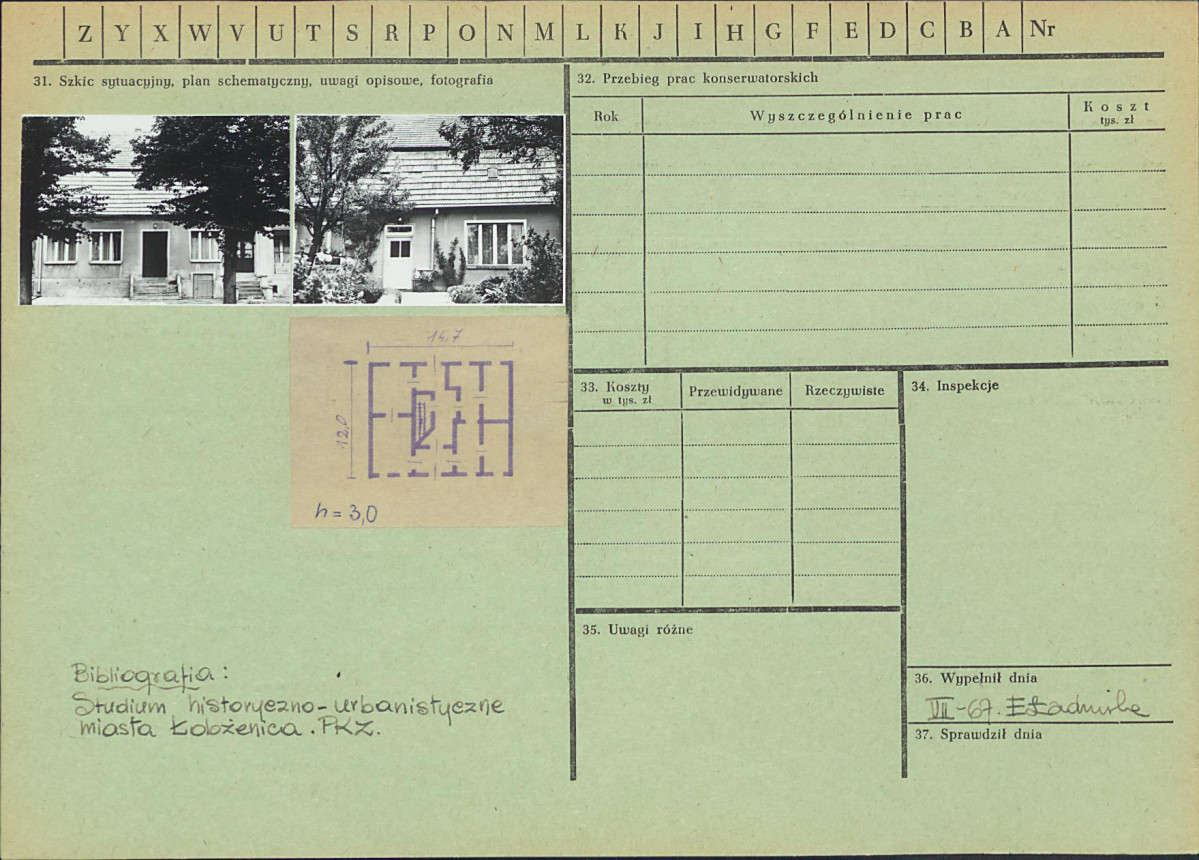 Z Y X W V U T S R P O N M L K J I H G F E D C B A Nr
31. Szkic sytuacyjny, plan schematyczny, uwagi opisowe, fotografia
15,7
12,0
h = 3,0
Bibliografia:
Studium historyczno-urbanistyczne
miasta Łobżenica. PKZ.
32. Przebieg prac konserwatorskich
Rok
Wyszczególnienie prac
Koszt
tys. zł
33. Koszty
w tys. zł
Przewidywane
Rzeczywiste
34. Inspekcje
35. Uwagi różne
36. Wypełnił dnia
VII-67.
37. Sprawdził dnia